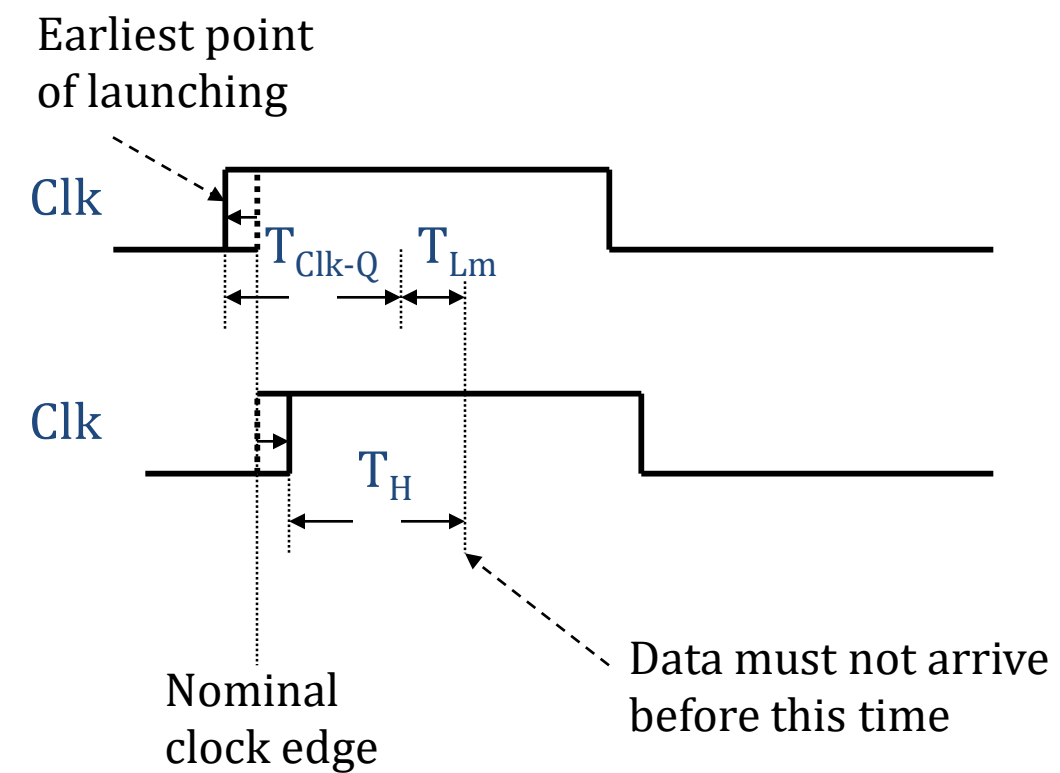 Earliest point
of launching
Clk
T_Clk-Q T_Lm
Clk
T_H
Data must not arrive
before this time
Nominal
clock edge